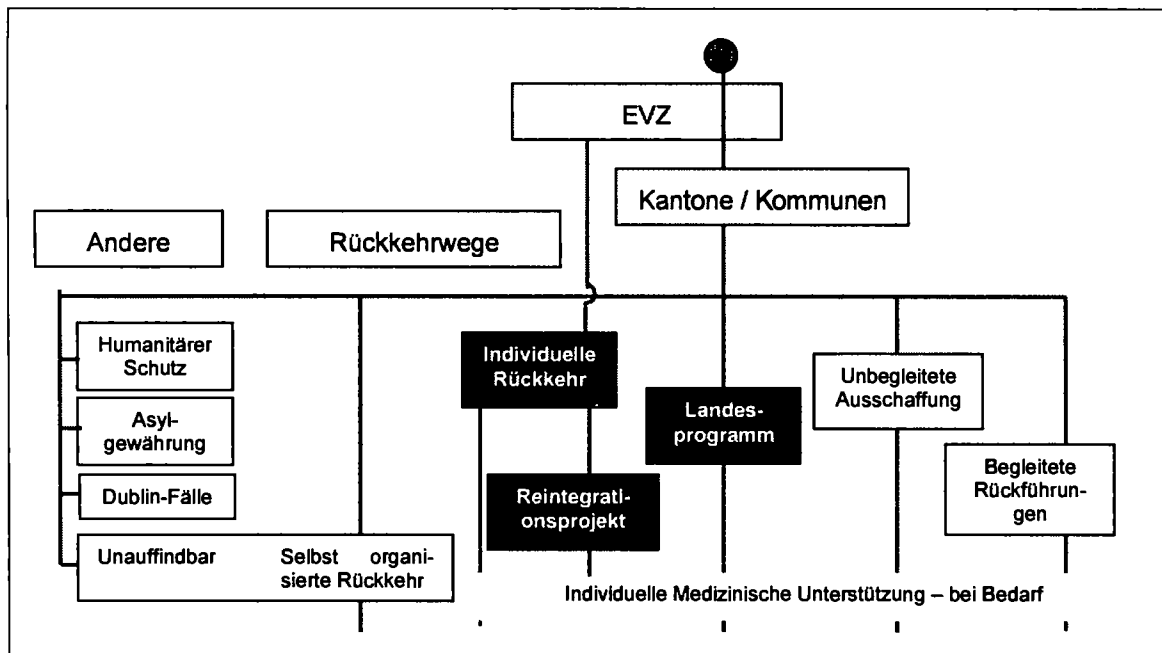 EVZ
Kantone / Kommunen
Andere
Rückkehrwege
Humanitärer
Schutz
Asyl-
gewährung
Dublin-Fälle
Unauffindbar
Selbst organi-
sierte Rückkehr
Individuelle
Rückkehr
Reintegrati-
onsprojekt
Landes-
programm
Unbegleitete
Ausschaffung
Begleitete
Rückführun-
gen
Individuelle Medizinische Unterstützung – bei Bedarf